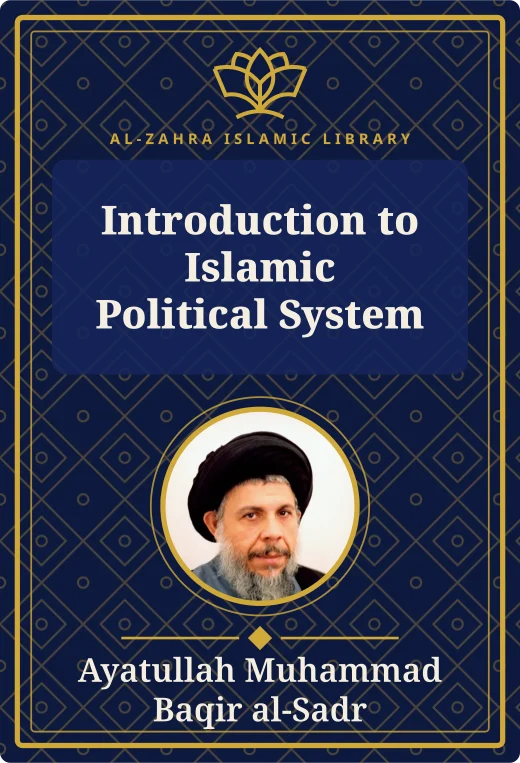 AL-ZAHRA ISLAMIC LIBRARY
Introduction to
Islamic
Political System
Ayatullah Muhammad
Baqir al-Sadr